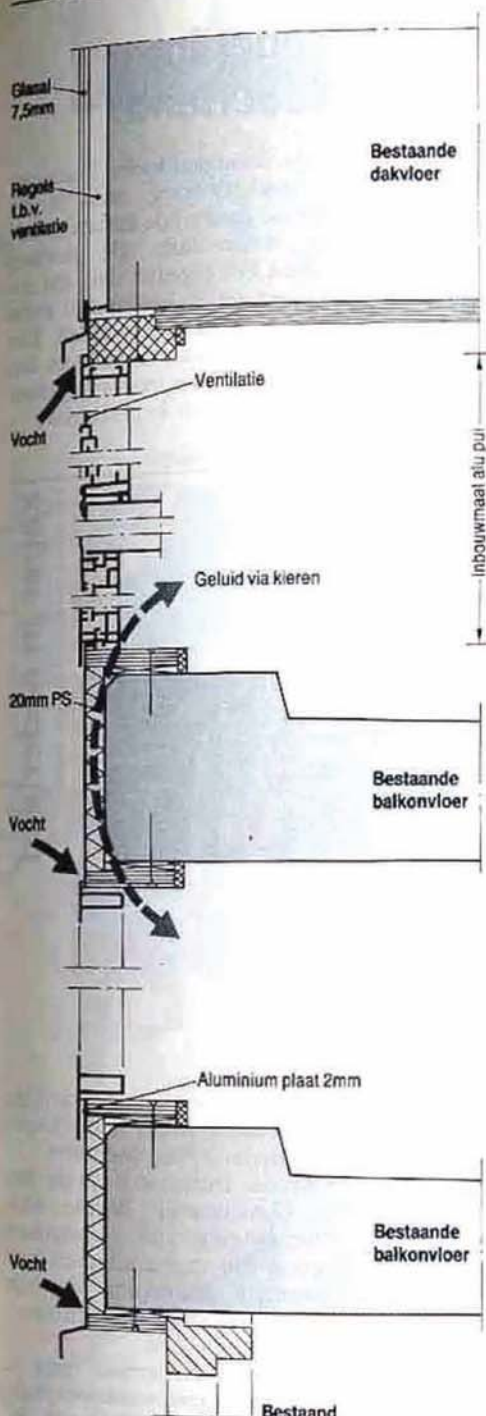 Glasal
7,5mm
Bestaande
dakvloer
Regels
t.b.v.
ventilatie
Ventilatie
Vocht
Inbouwmaat alu pui
Geluid via kieren
20mm PS
Bestaande
balkonvloer
Vocht
Aluminium plaat 2mm
Bestaande
balkonvloer
Vocht
Bestaand